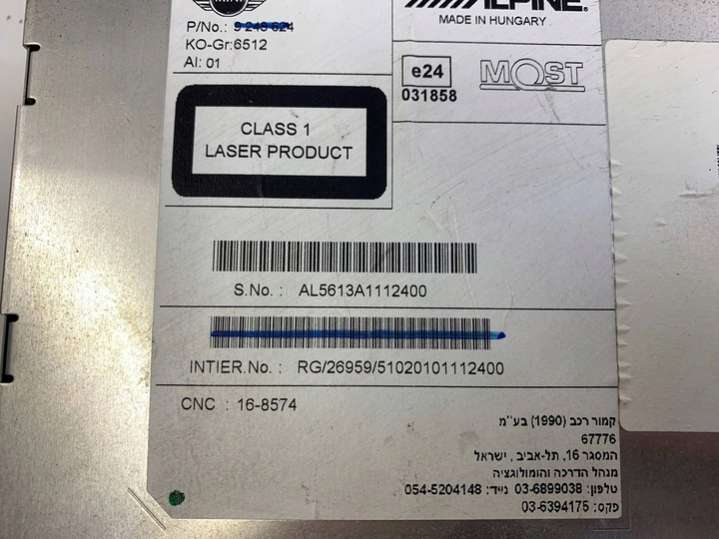 MINI
ALPINE
P/No.: 9 248 624
MADE IN HUNGARY
KO-Gr:6512
AI: 01
e24
031858
MOST
CLASS 1
LASER PRODUCT
S.No. : AL5613A1112400
INTIER.No. : RG/26959/51020101112400
CNC : 16-8574
קמור רכב (1990) בע''מ
67776
המסגר 16, תל-אביב , ישראל
מנהל הדרכה והומולוגציה
טלפון: 03-6899038 נייד: 054-5204148
פקס: 03-6394175